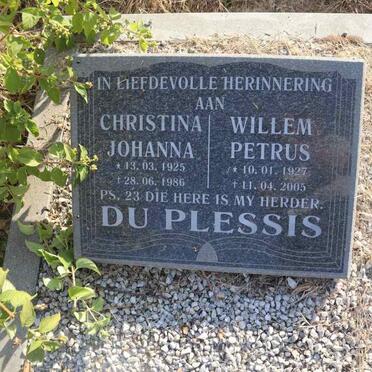 IN LIEFDEVOLLE HERINNERING
AAN
CHRISTINA WILLEM
JOHANNA PETRUS
* 13. 03. 1925 * 10. 01. 1927
† 28. 06. 1986 † 11. 04. 2005
PS. 23 DIE HERE IS MY HERDER.
DU PLESSIS